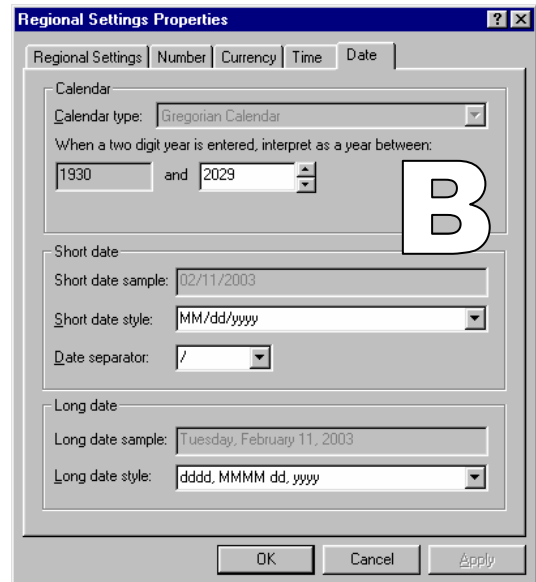 Regional Settings Properties
Regional Settings Number Currency Time Date
Calendar
Calendar type: Gregorian Calendar
When a two digit year is entered, interpret as a year between:
1930 and 2029
B
Short date
Short date sample: 02/11/2003
Short date style: MM/dd/yyyy
Date separator: /
Long date
Long date sample: Tuesday, February 11, 2003
Long date style: dddd, MMMM dd, yyyy
OK Cancel Apply